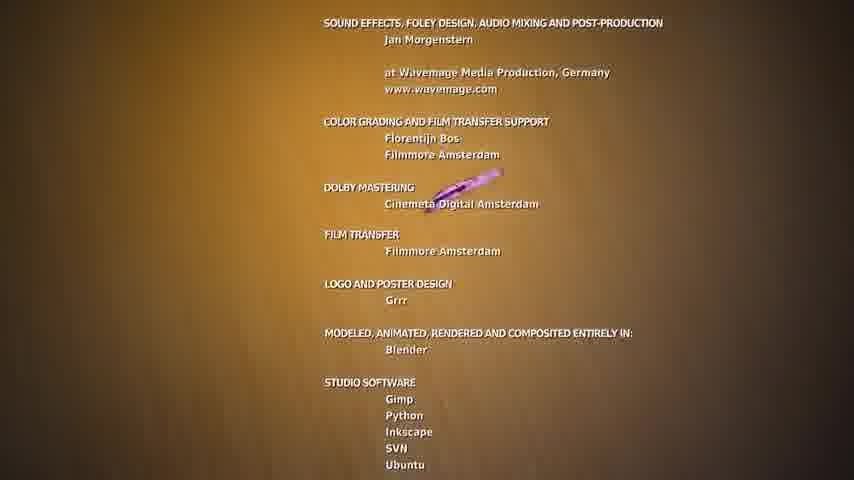 SOUND EFFECTS, FOLEY DESIGN, AUDIO MIXING AND POST-PRODUCTION
Jan Morgenstern
at Wavemage Media Production, Germany
www.wavemage.com
COLOR GRADING AND FILM TRANSFER SUPPORT
Florentijn Bos
Filmmore Amsterdam
DOLBY MASTERING
Cinemeta Digital Amsterdam
FILM TRANSFER
Filmmore Amsterdam
LOGO AND POSTER DESIGN
Grrr
MODELED, ANIMATED, RENDERED AND COMPOSITED ENTIRELY IN:
Blender
STUDIO SOFTWARE
Gimp
Python
Inkscape
SVN
Ubuntu